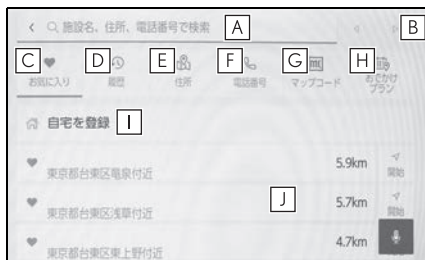 施設名、住所、電話番号で検索 A B
C D E F G H
お気に入り 履歴 住所 電話番号 マップコード おでかけプラン
自宅を登録 I
5.9km
東京都台東区竜泉付近 開始
J 5.7km
東京都台東区浅草付近 開始
4.7km
東京都台東区東上野付近